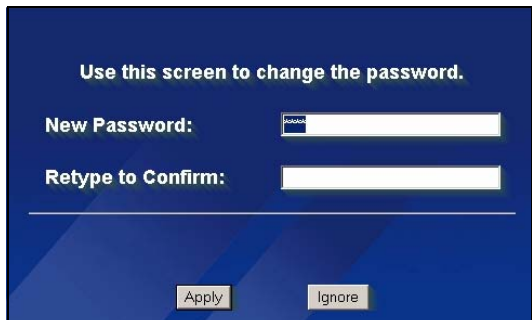 Use this screen to change the password.
New Password: ****
Retype to Confirm:
Apply Ignore